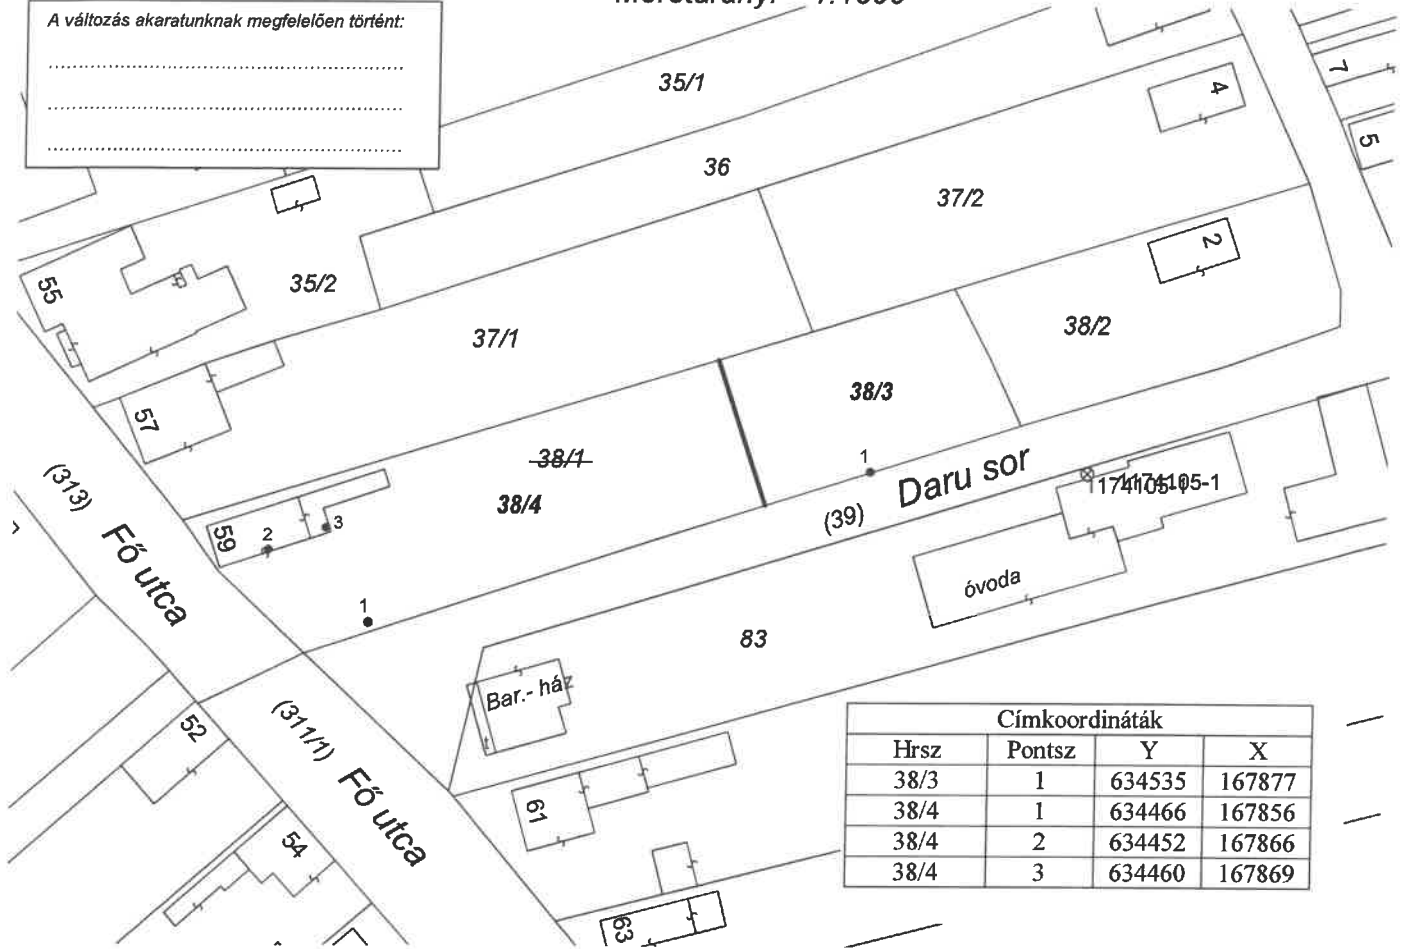 A változás akaratunknak megfelelően történt:
35/1
36
37/2
4
7
5
2
55
35/2
37/1
38/2
57
38/3
38/1
38/4
1
Daru sor
(39)
(313)
Fő utca
59
2
3
1
óvoda
83
Bar.- ház
(311/1)
Fő utca
52
54
61
63
Címkoordináták
Hrsz Pontsz Y X
38/3 1 634535 167877
38/4 1 634466 167856
38/4 2 634452 167866
38/4 3 634460 167869